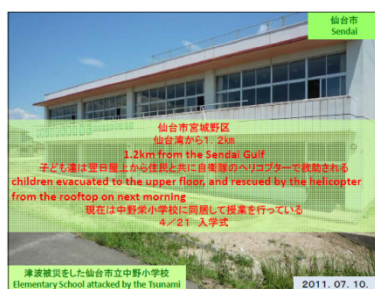 仙台市
Sendai
仙台市宮城野区
仙台湾から1.2km
1.2km from the Sendai Gulf
子ども達は翌日屋上から住民と共に自衛隊のヘリコプターで救助される
children evacuated to the upper floor, and rescued by the helicopter
from the rooftop on next morning
現在は中野栄小学校に同居して授業を行っている
4/21 入学式
津波被災をした仙台市立中野小学校
Elementary School attacked by the Tsunami
2011. 07. 10.